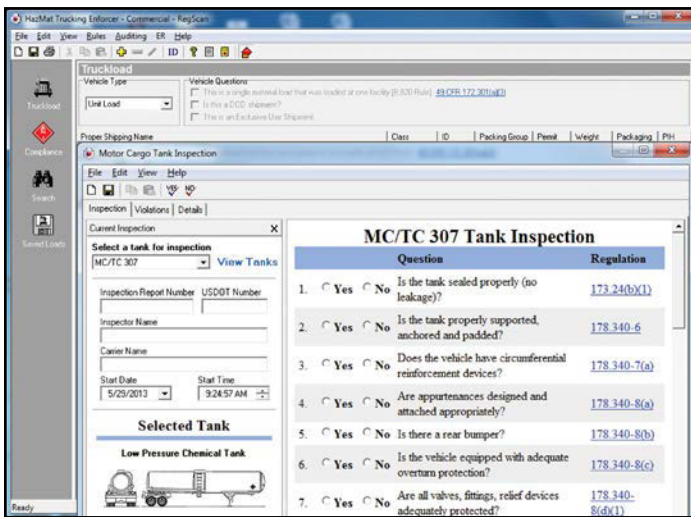 HazMat Trucking Enforcer - Commercial - RegScan
File Edit View Rules Auditing ER Help
ID
Truckload
Compliance
Search
Saved Loads
Truckload
Vehicle Type
Unit Load
Vehicle Questions
This is a single material load that was loaded at one facility [8,820 Rule] 49 CFR 172.301(a)(3)
Is this a DOD shipment?
This is an Exclusive Use Shipment
Proper Shipping Name Class ID Packing Group Permit Weight Packaging PIH
Motor Cargo Tank Inspection
File Edit View Help
YES NO
Inspection Violations Details
Current Inspection X
Select a tank for inspection
MC/TC 307 View Tanks
Inspection Report Number USDOT Number
Inspector Name
Carrier Name
Start Date Start Time
5/29/2013 9:24:57 AM
Selected Tank
Low Pressure Chemical Tank
MC/TC 307 Tank Inspection
Question Regulation
1. Yes No Is the tank sealed properly (no
leakage)? 173.24(b)(1)
2. Yes No Is the tank properly supported,
anchored and padded? 178.340-6
3. Yes No Does the vehicle have circumferential
reinforcement devices? 178.340-7(a)
4. Yes No Are appurtenances designed and
attached appropriately? 178.340-8(a)
5. Yes No Is there a rear bumper? 178.340-8(b)
6. Yes No Is the vehicle equipped with adequate
overturn protection? 178.340-8(c)
7. Yes No Are all valves, fittings, relief devices
adequately protected? 178.340-
8(d)(1)
Ready